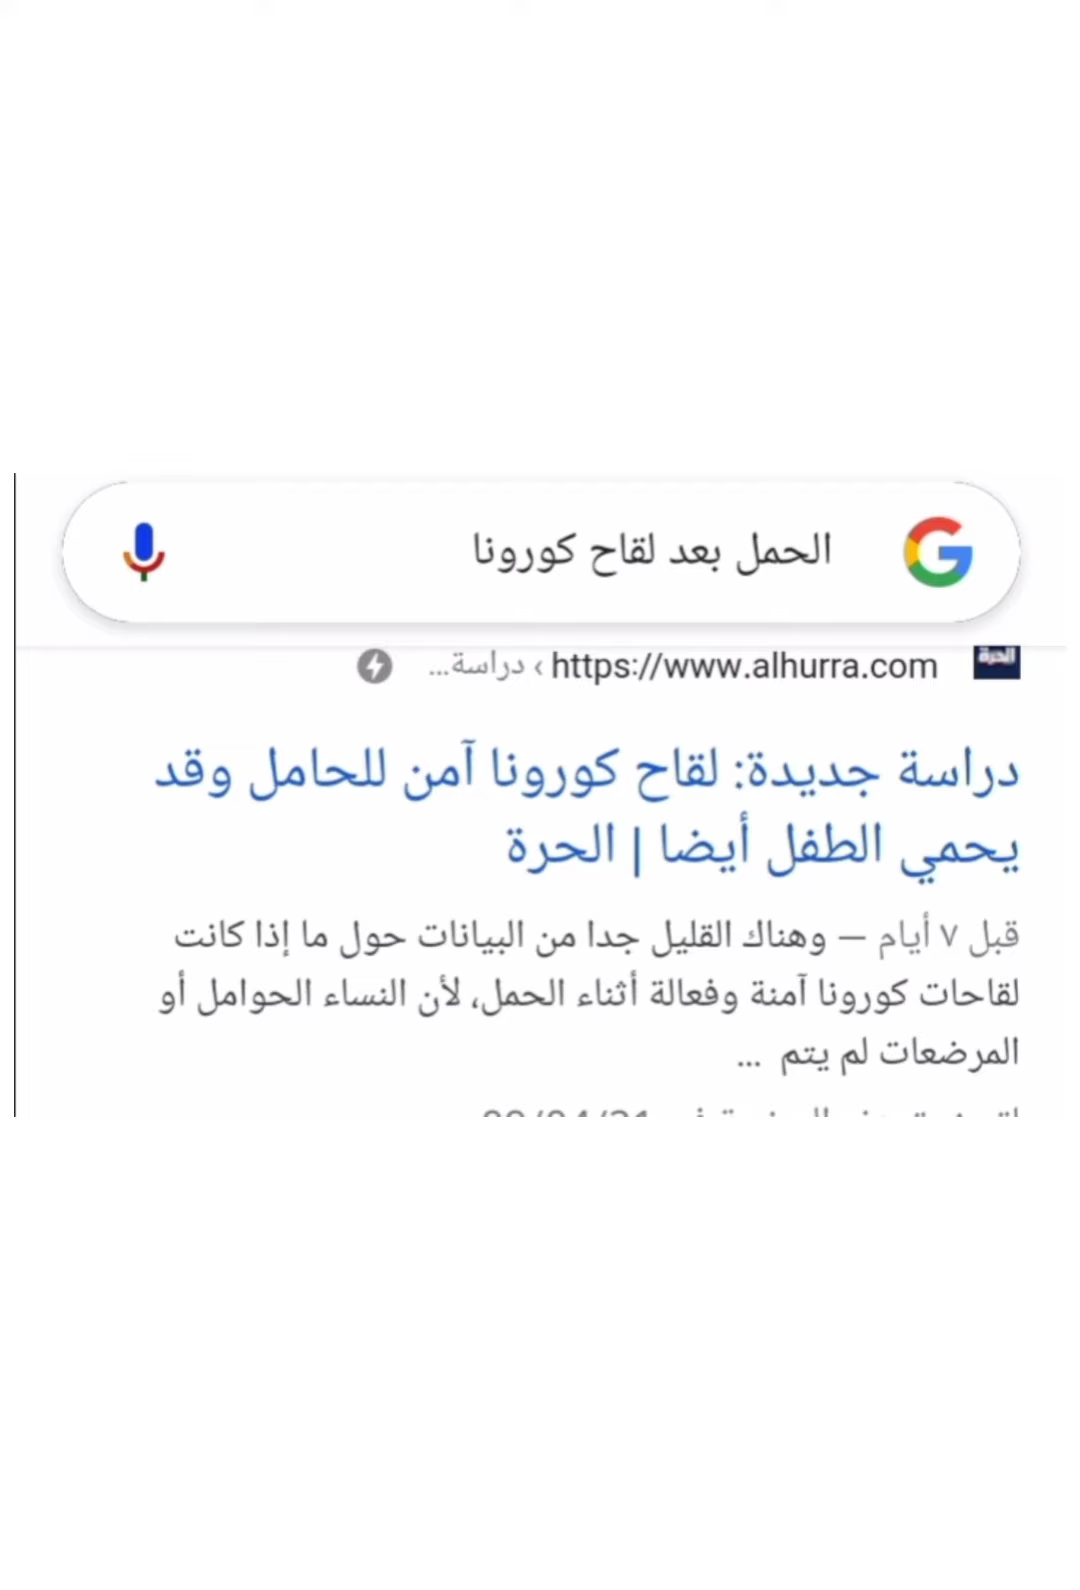 الحمل بعد لقاح كورونا
الحرة
https://www.alhurra.com › دراسة...
دراسة جديدة: لقاح كورونا آمن للحامل وقد
يحمي الطفل أيضا | الحرة
قبل ٧ أيام — وهناك القليل جدا من البيانات حول ما إذا كانت
لقاحات كورونا آمنة وفعالة أثناء الحمل، لأن النساء الحوامل أو
المرضعات لم يتم ...